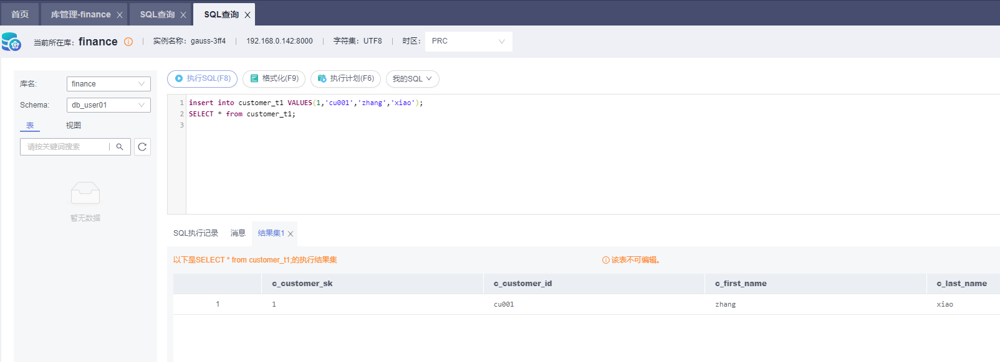 首页 库管理-finance SQL查询 SQL查询
当前所在库: finance 实例名称: gauss-3ff4 192.168.0.142:8000 字符集: UTF8 时区: PRC
库名: finance
Schema: db_user01
表 视图
请按关键词搜索
暂无数据
执行SQL(F8) 格式化(F9) 执行计划(F6) 我的SQL
1 insert into customer_t1 VALUES(1,'cu001','zhang','xiao');
2 SELECT * from customer_t1;
3
SQL执行记录 消息 结果集1
以下是SELECT * from customer_t1;的执行结果集 该表不可编辑。
c_customer_sk c_customer_id c_first_name c_last_name
1 1 cu001 zhang xiao